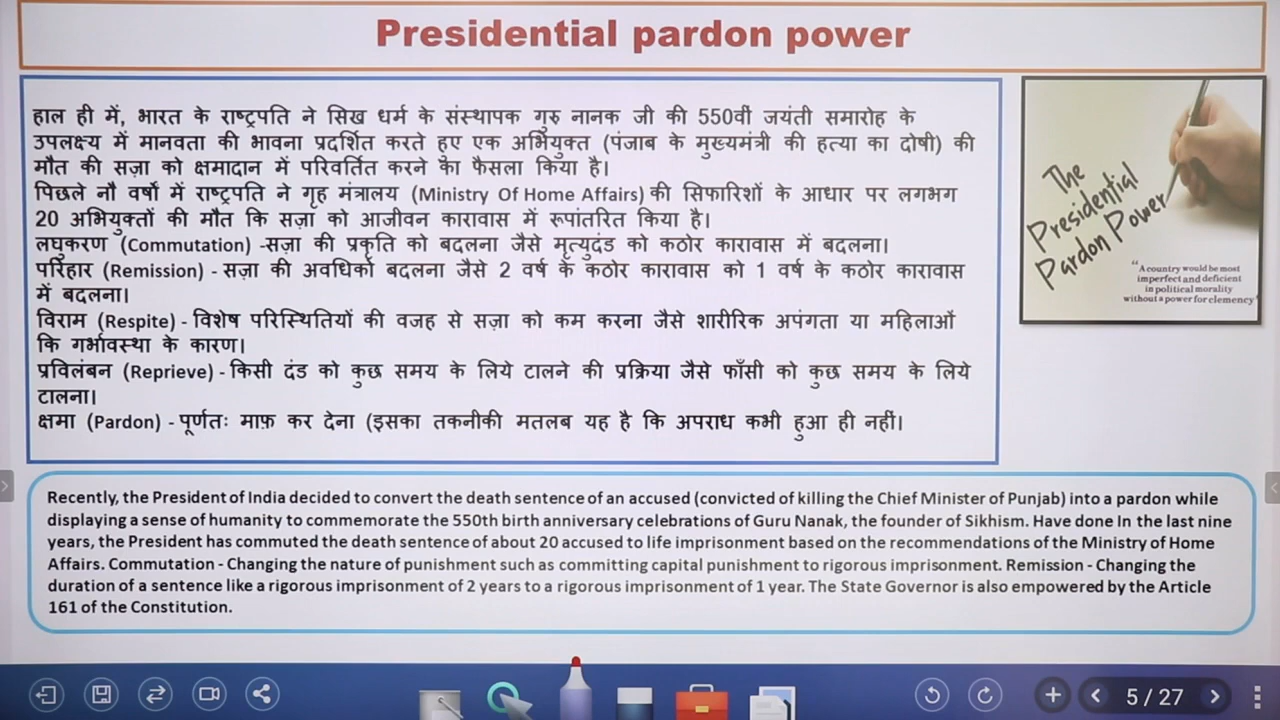 Presidential pardon power
हाल ही में, भारत के राष्ट्रपति ने सिख धर्म के संस्थापक गुरु नानक जी की 550वीं जयंती समारोह के
उपलक्ष्य में मानवता की भावना प्रदर्शित करते हुए एक अभियुक्त (पंजाब के मुख्यमंत्री की हत्या का दोषी) की
मौत की सज़ा को क्षमादान में परिवर्तित करने का फैसला किया है।
पिछले नौ वर्षों में राष्ट्रपति ने गृह मंत्रालय (Ministry Of Home Affairs) की सिफारिशों के आधार पर लगभग
20 अभियुक्तों की मौत कि सज़ा को आजीवन कारावास में रूपांतरित किया है।
लघुकरण (Commutation) -सज़ा की प्रकृति को बदलना जैसे मृत्युदंड को कठोर कारावास में बदलना।
परिहार (Remission) - सज़ा की अवधिको बदलना जैसे 2 वर्ष के कठोर कारावास को 1 वर्ष के कठोर कारावास
में बदलना।
विराम (Respite) - विशेष परिस्थितियों की वजह से सज़ा को कम करना जैसे शारीरिक अपंगता या महिलाओं
कि गर्भावस्था के कारण।
प्रविलंबन (Reprieve) - किसी दंड को कुछ समय के लिये टालने की प्रक्रिया जैसे फाँसी को कुछ समय के लिये
टालना।
क्षमा (Pardon) - पूर्णतः माफ़ कर देना (इसका तकनीकी मतलब यह है कि अपराध कभी हुआ ही नहीं।
The
Presidential
Pardon Power
“A country would be most
imperfect and deficient
in political morality
without a power for clemency”
Recently, the President of India decided to convert the death sentence of an accused (convicted of killing the Chief Minister of Punjab) into a pardon while
displaying a sense of humanity to commemorate the 550th birth anniversary celebrations of Guru Nanak, the founder of Sikhism. Have done In the last nine
years, the President has commuted the death sentence of about 20 accused to life imprisonment based on the recommendations of the Ministry of Home
Affairs. Commutation - Changing the nature of punishment such as committing capital punishment to rigorous imprisonment. Remission - Changing the
duration of a sentence like a rigorous imprisonment of 2 years to a rigorous imprisonment of 1 year. The State Governor is also empowered by the Article
161 of the Constitution.
5 / 27